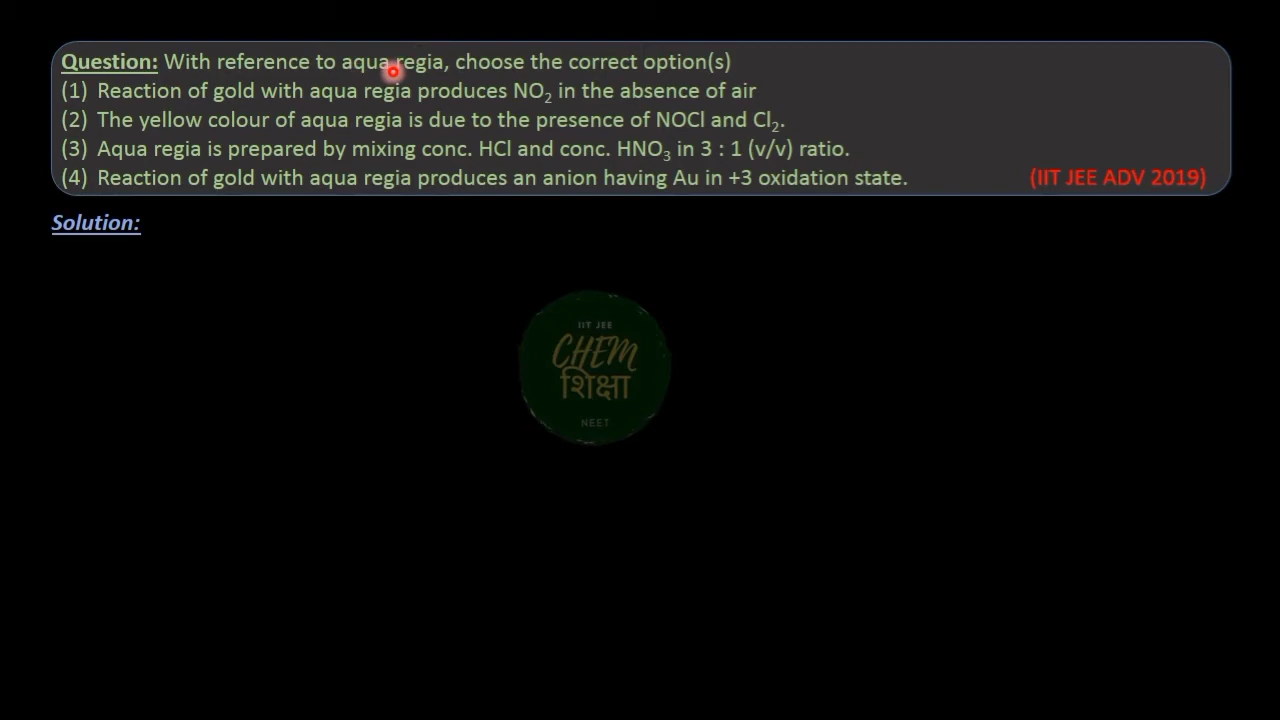 Question: With reference to aqua regia, choose the correct option(s)
(1) Reaction of gold with aqua regia produces NO₂ in the absence of air
(2) The yellow colour of aqua regia is due to the presence of NOCl and Cl₂.
(3) Aqua regia is prepared by mixing conc. HCl and conc. HNO₃ in 3 : 1 (v/v) ratio.
(4) Reaction of gold with aqua regia produces an anion having Au in +3 oxidation state. (IIT JEE ADV 2019)
Solution:
IIT JEE
CHEM
शिक्षा
NEET